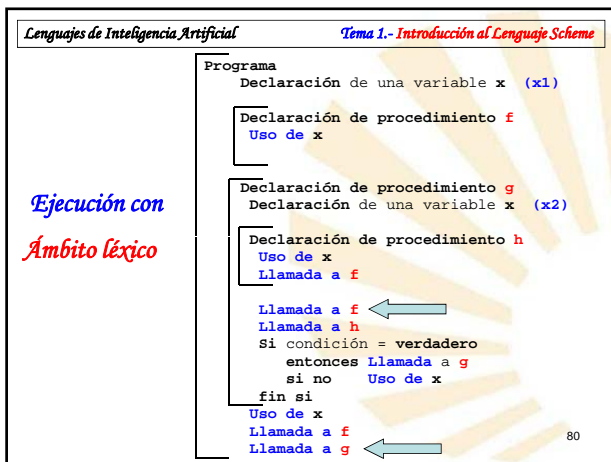 Lenguajes de Inteligencia Artificial Tema 1.- Introducción al Lenguaje Scheme
Programa
Declaración de una variable x (x1)
Declaración de procedimiento f
Uso de x
Ejecución con
Ámbito léxico
Declaración de procedimiento g
Declaración de una variable x (x2)
Declaración de procedimiento h
Uso de x
Llamada a f
Llamada a f
Llamada a h
Si condición = verdadero
entonces Llamada a g
si no Uso de x
fin si
Uso de x
Llamada a f
Llamada a g
80